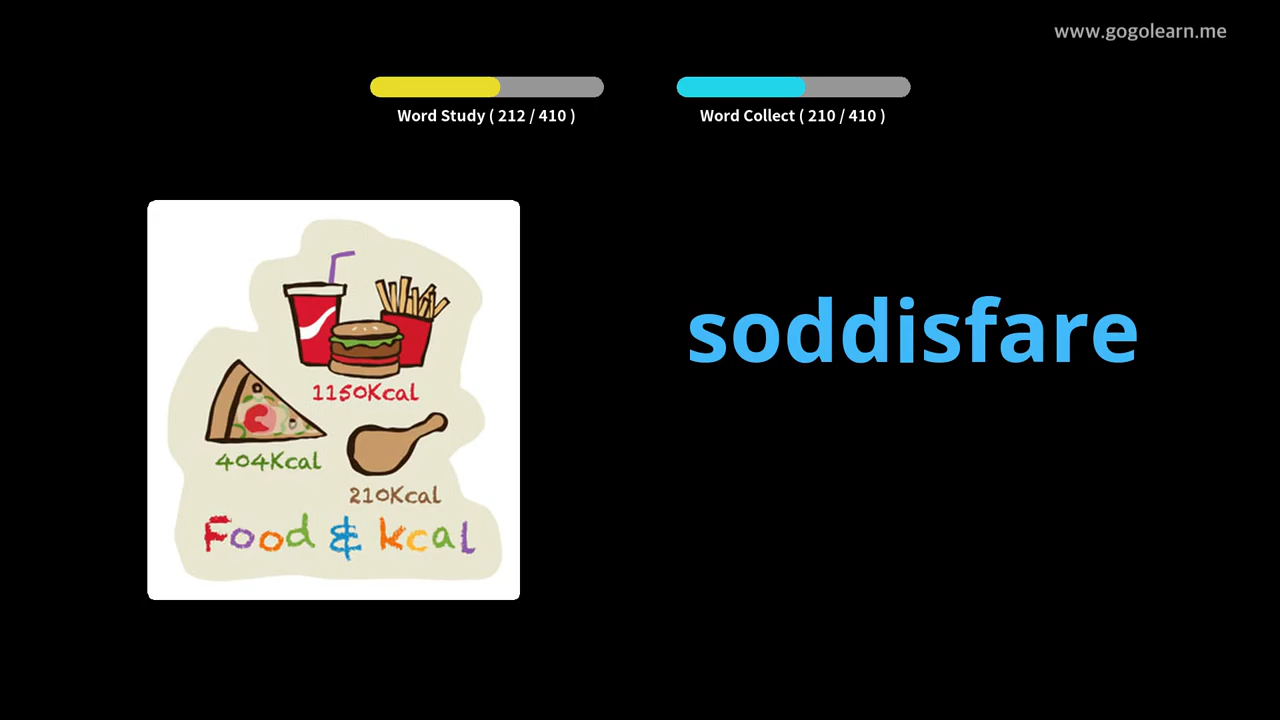 www.gogolearn.me
Word Study ( 212 / 410 )
Word Collect ( 210 / 410 )
soddisfare
1150Kcal
404Kcal
210Kcal
Food & kcal